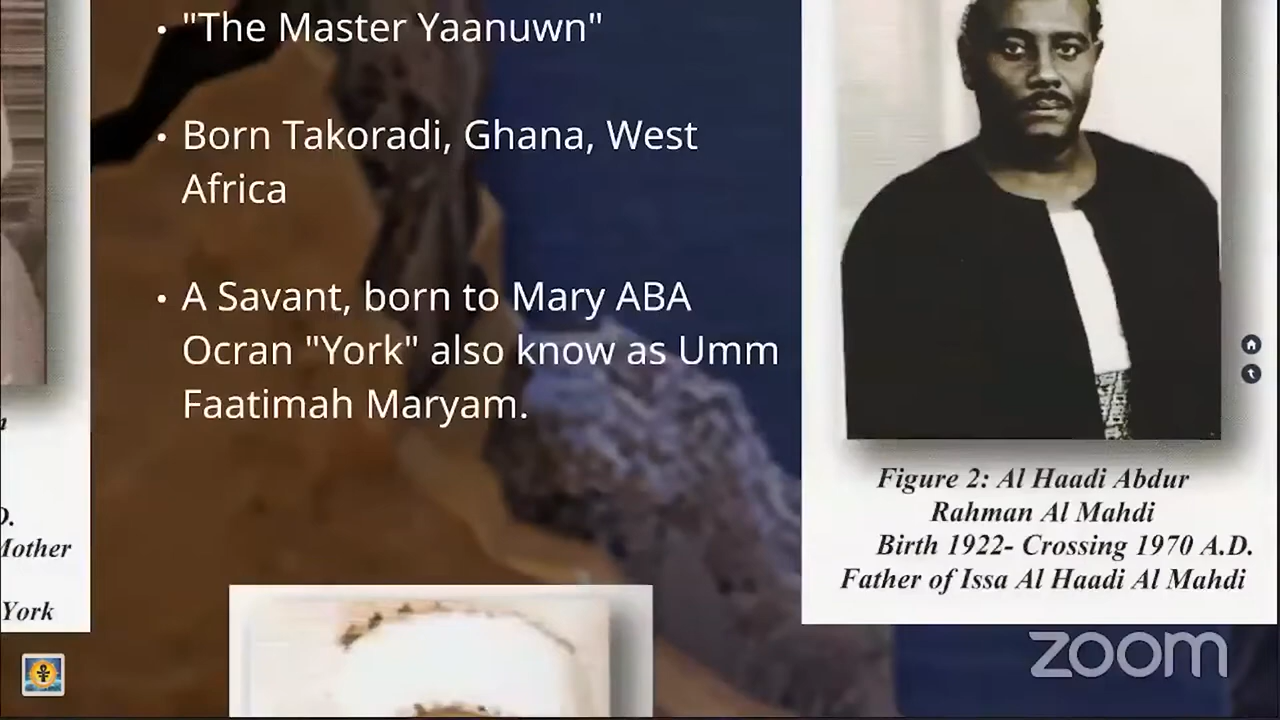 • "The Master Yaanuwn"
• Born Takoradi, Ghana, West
Africa
• A Savant, born to Mary ABA
Ocran "York" also know as Umm
Faatimah Maryam.
Figure 2: Al Haadi Abdur
Rahman Al Mahdi
Birth 1922- Crossing 1970 A.D.
Father of Issa Al Haadi Al Mahdi
Mother
York
zoom